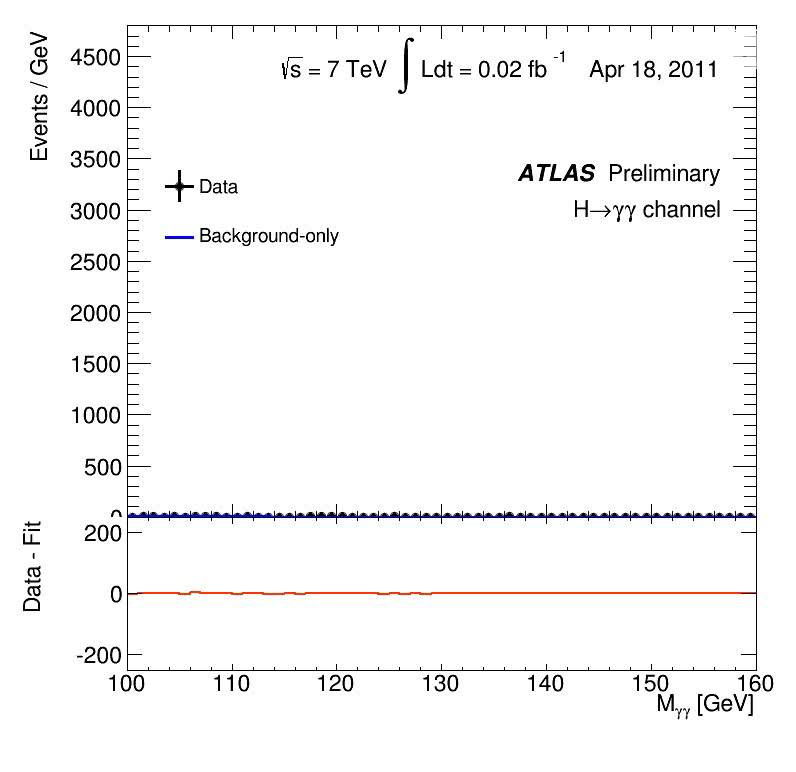 Events / GeV
4500
4000
3500
3000
2500
2000
1500
1000
500
0
√s = 7 TeV ∫ Ldt = 0.02 fb⁻¹ Apr 18, 2011
ATLAS Preliminary
H→γγ channel
Data
Background-only
Data - Fit
200
0
-200
100 110 120 130 140 150 160
Mγγ [GeV]